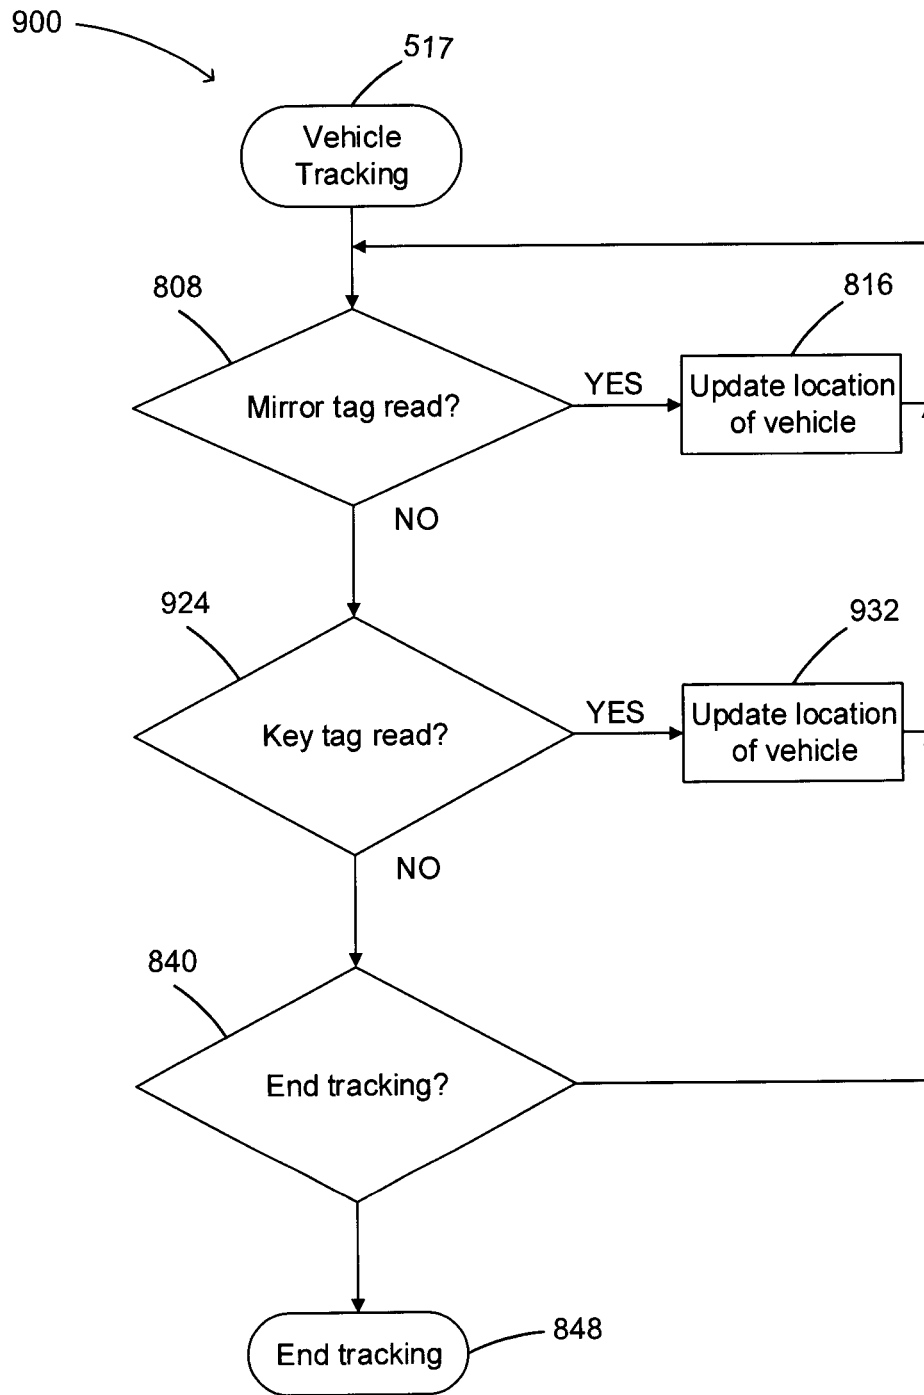 900
517
Vehicle
Tracking
808
816
Mirror tag read?
YES
Update location
of vehicle
NO
924
932
Key tag read?
YES
Update location
of vehicle
NO
840
End tracking?
End tracking
848